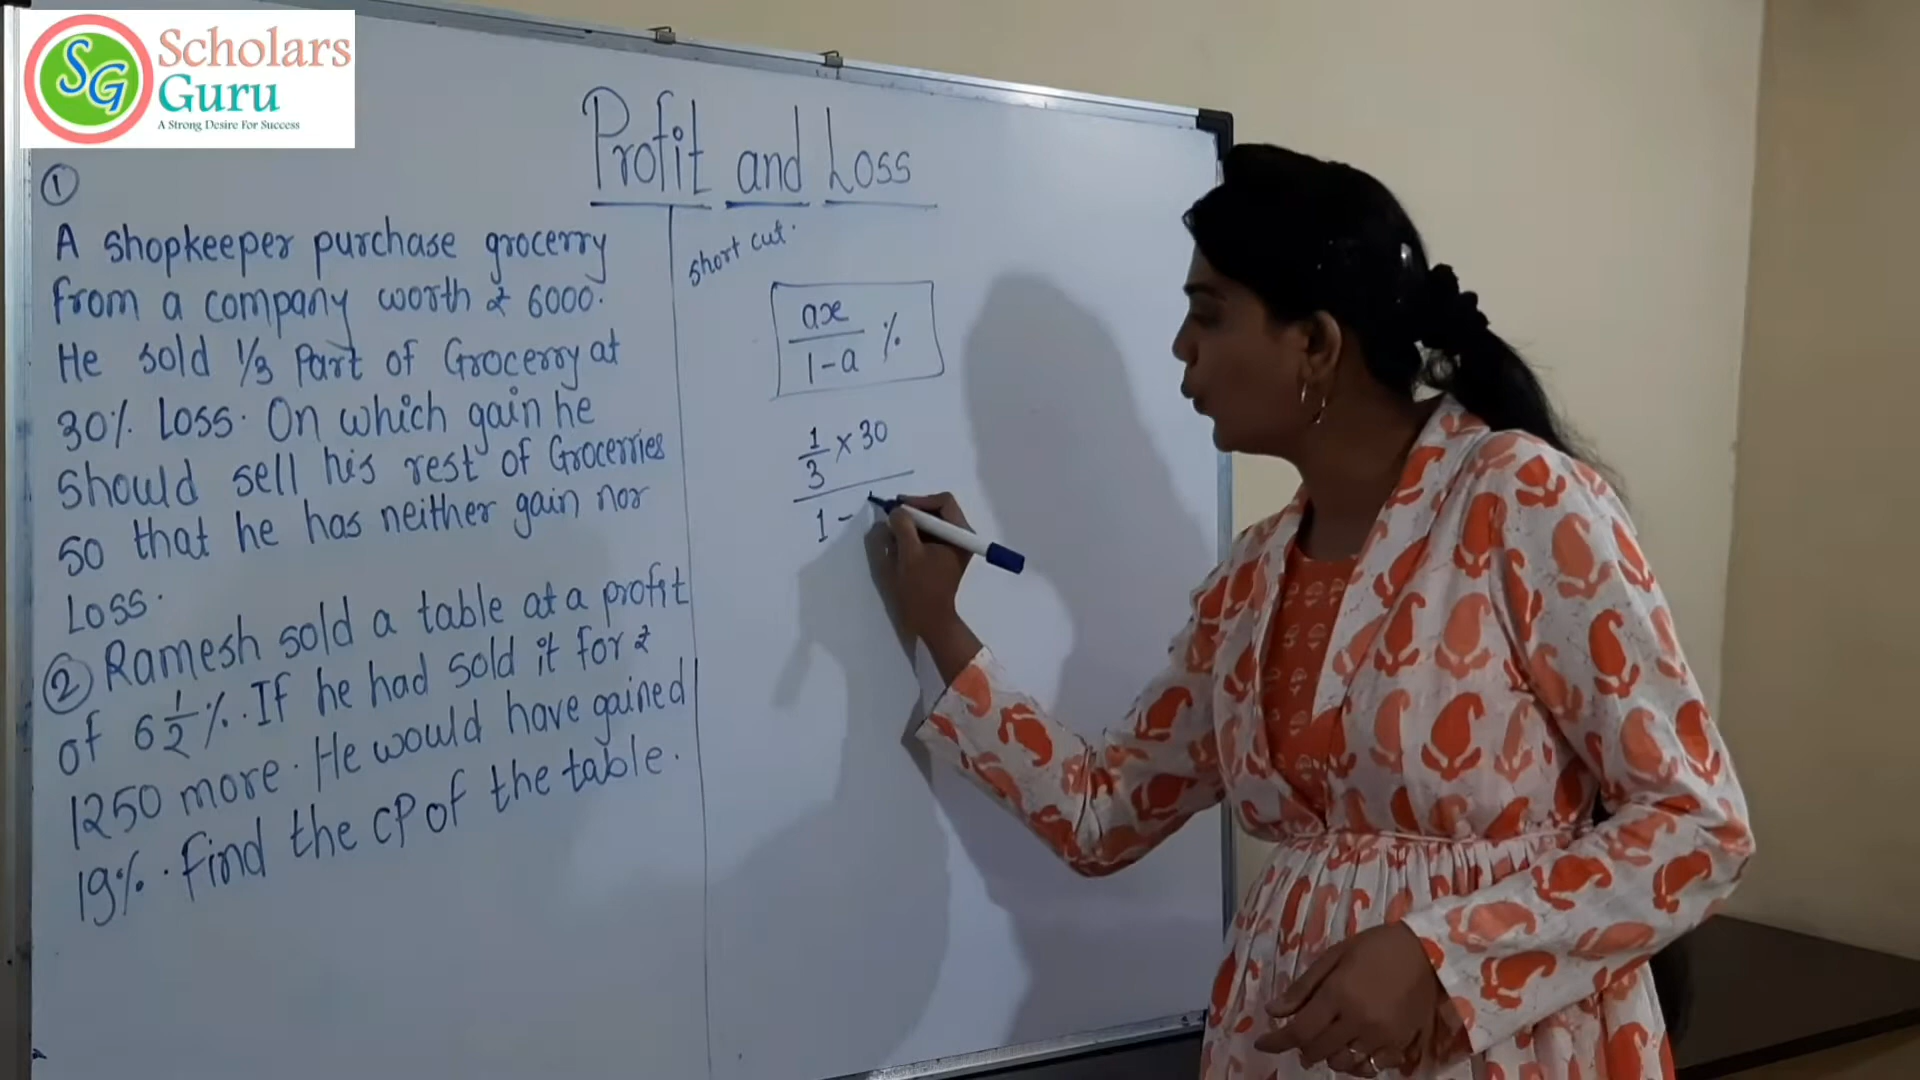 Scholars
Guru
A Strong Desire For Success
SG
Profit and Loss
①
A shopkeeper purchase grocerry
from a company worth ₹ 6000.
He sold 1/3 Part of Grocerry at
30% Loss. On which gain he
should sell his rest of Grocerries
so that he has neither gain nor
Loss.
② Ramesh sold a table at a profit
of 6 1/2 %. If he had sold it for ₹
1250 more. He would have gained
19%. Find the CP of the table.
short cut.
ax
1-a %
1/3 x 30
1 -